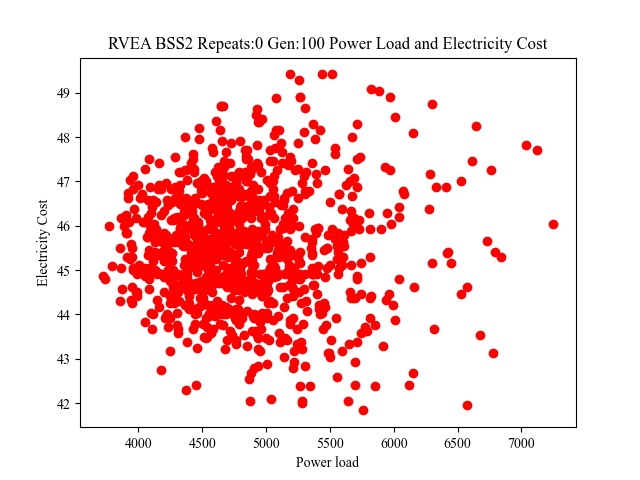 RVEA BSS2 Repeats:0 Gen:100 Power Load and Electricity Cost
49
48
47
46
45
44
43
42
Electricity Cost
4000 4500 5000 5500 6000 6500 7000
Power load